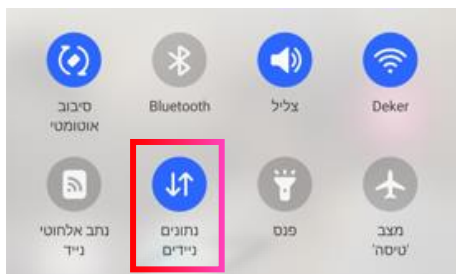 Deker
צליל
Bluetooth
סיבוב
אוטומטי
מצב
'טיסה'
פנס
נתונים
ניידים
נתב אלחוטי
נייד